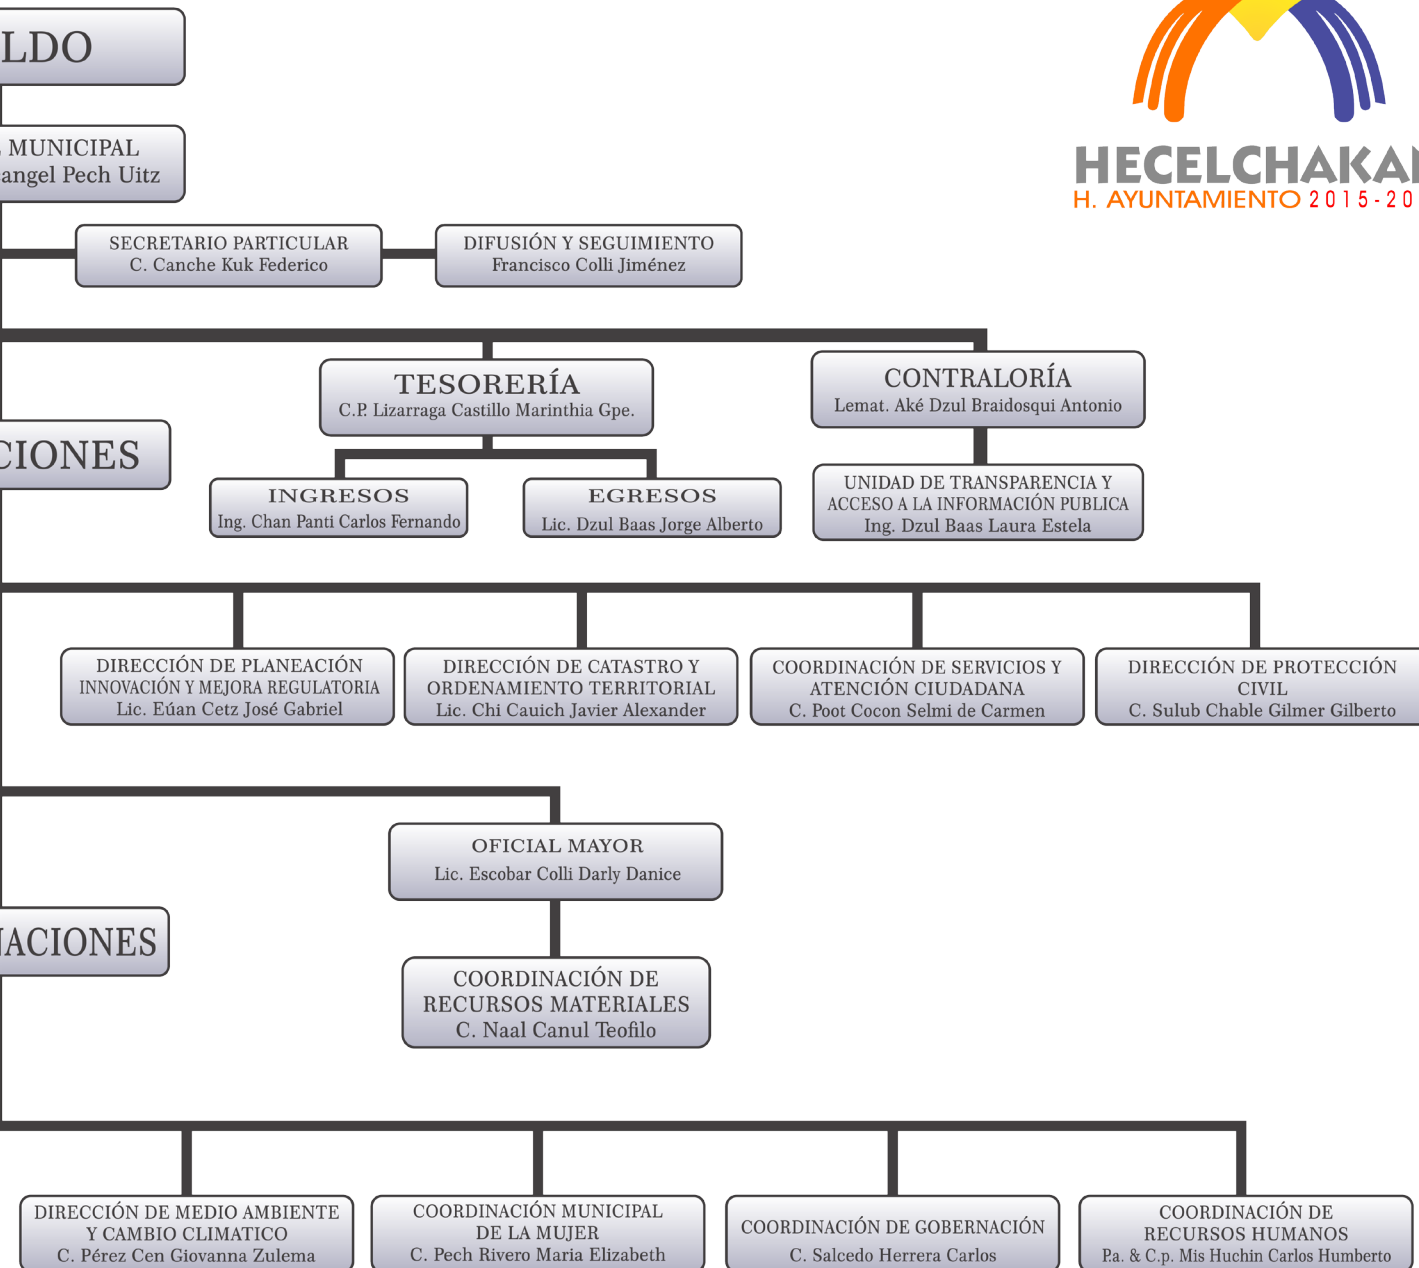 LDO
MUNICIPAL
angel Pech Uitz
HECELCHAKAN
H. AYUNTAMIENTO 2015-20
SECRETARIO PARTICULAR
C. Canche Kuk Federico
DIFUSIÓN Y SEGUIMIENTO
Francisco Colli Jiménez
TESORERÍA
C.P. Lizarraga Castillo Marinthia Gpe.
CONTRALORÍA
Lemat. Aké Dzul Braidosqui Antonio
CIONES
INGRESOS
Ing. Chan Panti Carlos Fernando
EGRESOS
Lic. Dzul Baas Jorge Alberto
UNIDAD DE TRANSPARENCIA Y
ACCESO A LA INFORMACIÓN PUBLICA
Ing. Dzul Baas Laura Estela
DIRECCIÓN DE PLANEACIÓN
INNOVACIÓN Y MEJORA REGULATORIA
Lic. Eúan Cetz José Gabriel
DIRECCIÓN DE CATASTRO Y
ORDENAMIENTO TERRITORIAL
Lic. Chi Cauich Javier Alexander
COORDINACIÓN DE SERVICIOS Y
ATENCIÓN CIUDADANA
C. Poot Cocon Selmi de Carmen
DIRECCIÓN DE PROTECCIÓN
CIVIL
C. Sulub Chable Gilmer Gilberto
OFICIAL MAYOR
Lic. Escobar Colli Darly Danice
NACIONES
COORDINACIÓN DE
RECURSOS MATERIALES
C. Naal Canul Teofilo
DIRECCIÓN DE MEDIO AMBIENTE
Y CAMBIO CLIMATICO
C. Pérez Cen Giovanna Zulema
COORDINACIÓN MUNICIPAL
DE LA MUJER
C. Pech Rivero Maria Elizabeth
COORDINACIÓN DE GOBERNACIÓN
C. Salcedo Herrera Carlos
COORDINACIÓN DE
RECURSOS HUMANOS
P.a. & C.p. Mis Huchin Carlos Humberto